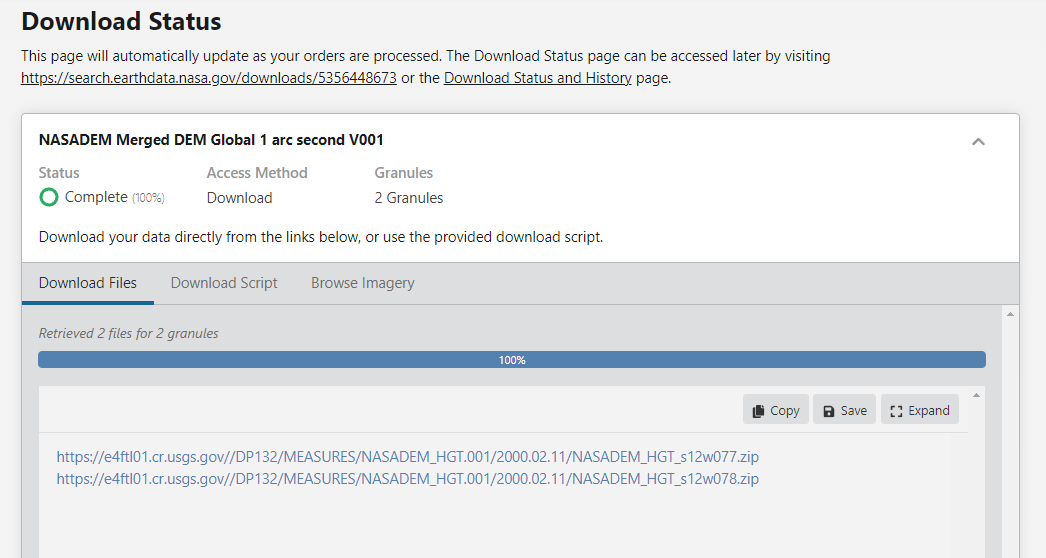 Download Status
This page will automatically update as your orders are processed. The Download Status page can be accessed later by visiting
https://search.earthdata.nasa.gov/downloads/5356448673 or the Download Status and History page.
NASADEM Merged DEM Global 1 arc second V001
Status Access Method Granules
Complete (100%) Download 2 Granules
Download your data directly from the links below, or use the provided download script.
Download Files Download Script Browse Imagery
Retrieved 2 files for 2 granules
100%
Copy Save Expand
https://e4ftl01.cr.usgs.gov//DP132/MEASURES/NASADEM_HGT.001/2000.02.11/NASADEM_HGT_s12w077.zip
https://e4ftl01.cr.usgs.gov//DP132/MEASURES/NASADEM_HGT.001/2000.02.11/NASADEM_HGT_s12w078.zip